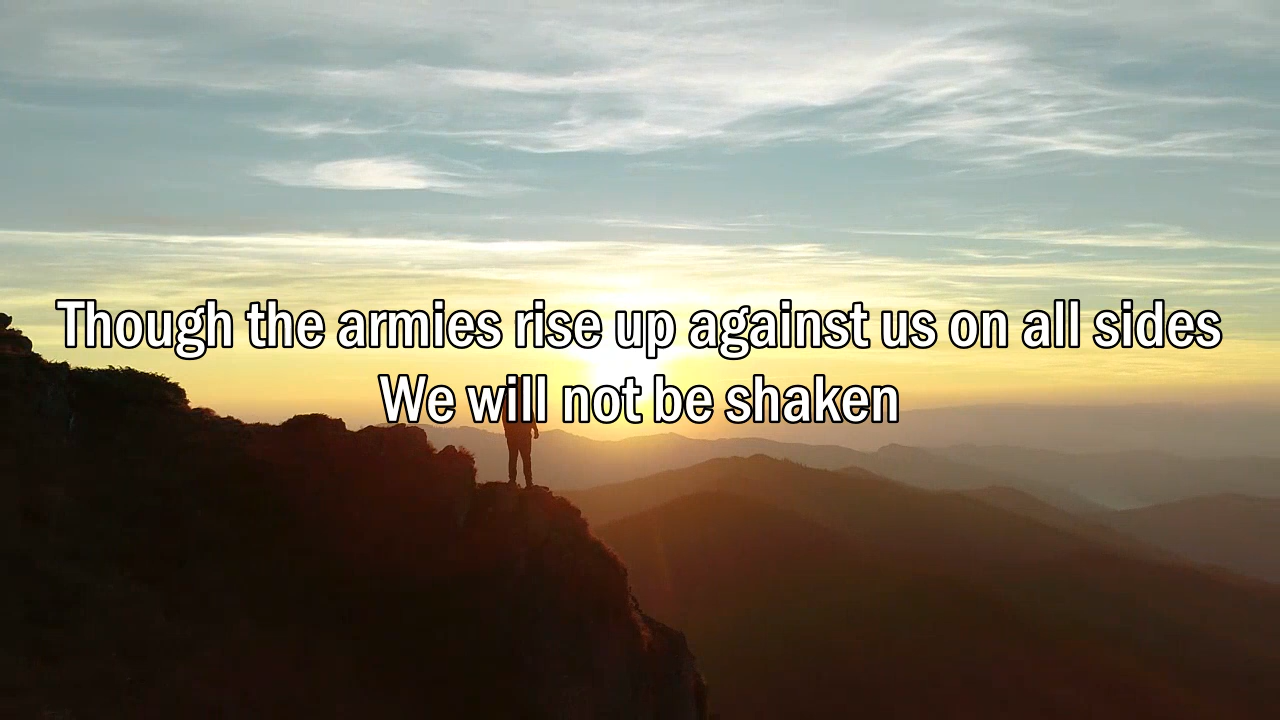 Though the armies rise up against us on all sides
We will not be shaken